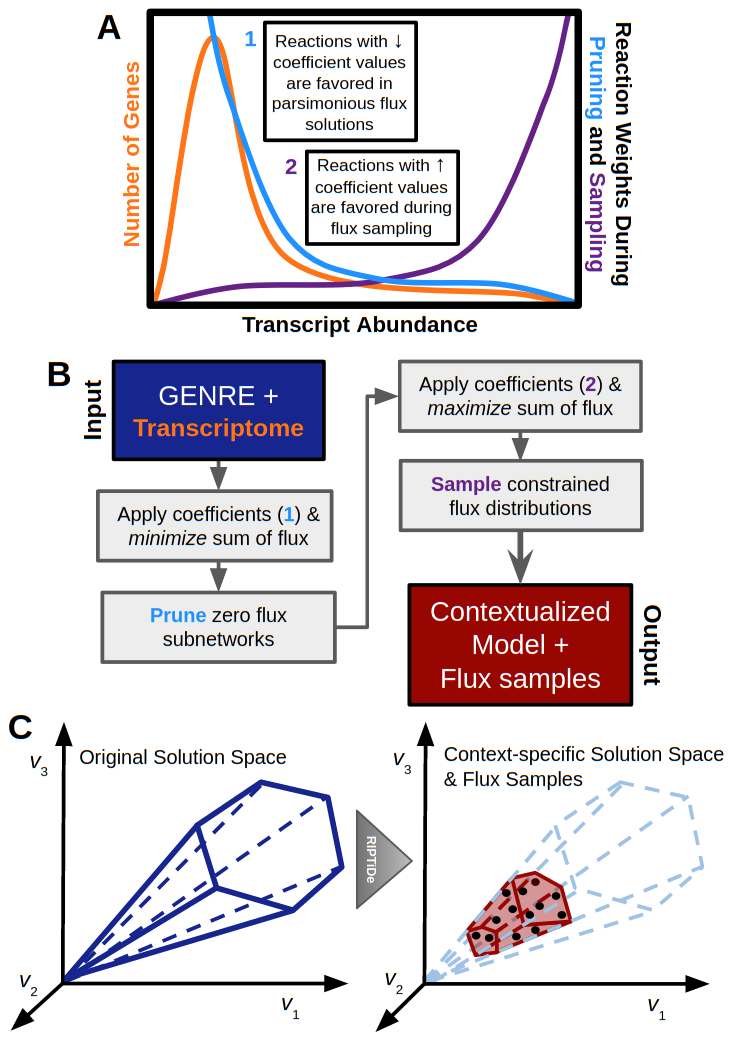 A
Number of Genes
1
Reactions with ↓
coefficient values
are favored in
parsimonious flux
solutions
2
Reactions with ↑
coefficient values
are favored during
flux sampling
Reaction Weights During
Pruning and Sampling
Transcript Abundance
B
Input
GENRE +
Transcriptome
Apply coefficients (1) &
minimize sum of flux
Prune zero flux
subnetworks
Apply coefficients (2) &
maximize sum of flux
Sample constrained
flux distributions
Contextualized
Model +
Flux samples
Output
C
v3
Original Solution Space
v2
v1
RIPTiDe
v3
Context-specific Solution Space
& Flux Samples
v2
v1